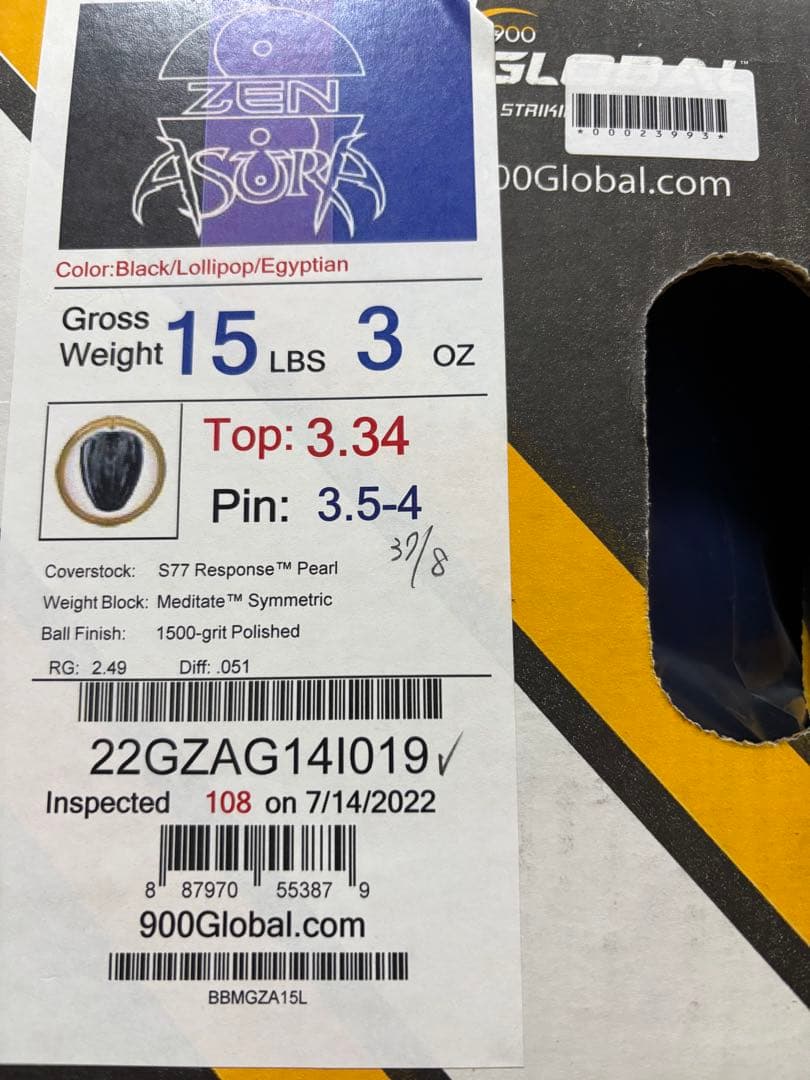 ZEN
ASURA
Color:Black/Lollipop/Egyptian
Gross Weight 15 LBS 3 OZ
Top: 3.34
Pin: 3.5-4
3 7/8
Coverstock: S77 Response™ Pearl
Weight Block: Meditate™ Symmetric
Ball Finish: 1500-grit Polished
RG: 2.49 Diff: .051
22GZAG14I019✓
Inspected 108 on 7/14/2022
8 87970 55387 9
900Global.com
BBMGZA15L
900
GLOBAL™
STRIKI
*000023993*
00Global.com